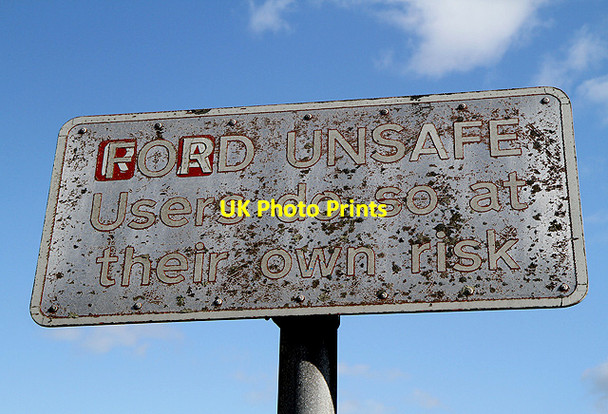 FORD UNSAFE
Users do so at
their own risk
UK Photo Prints